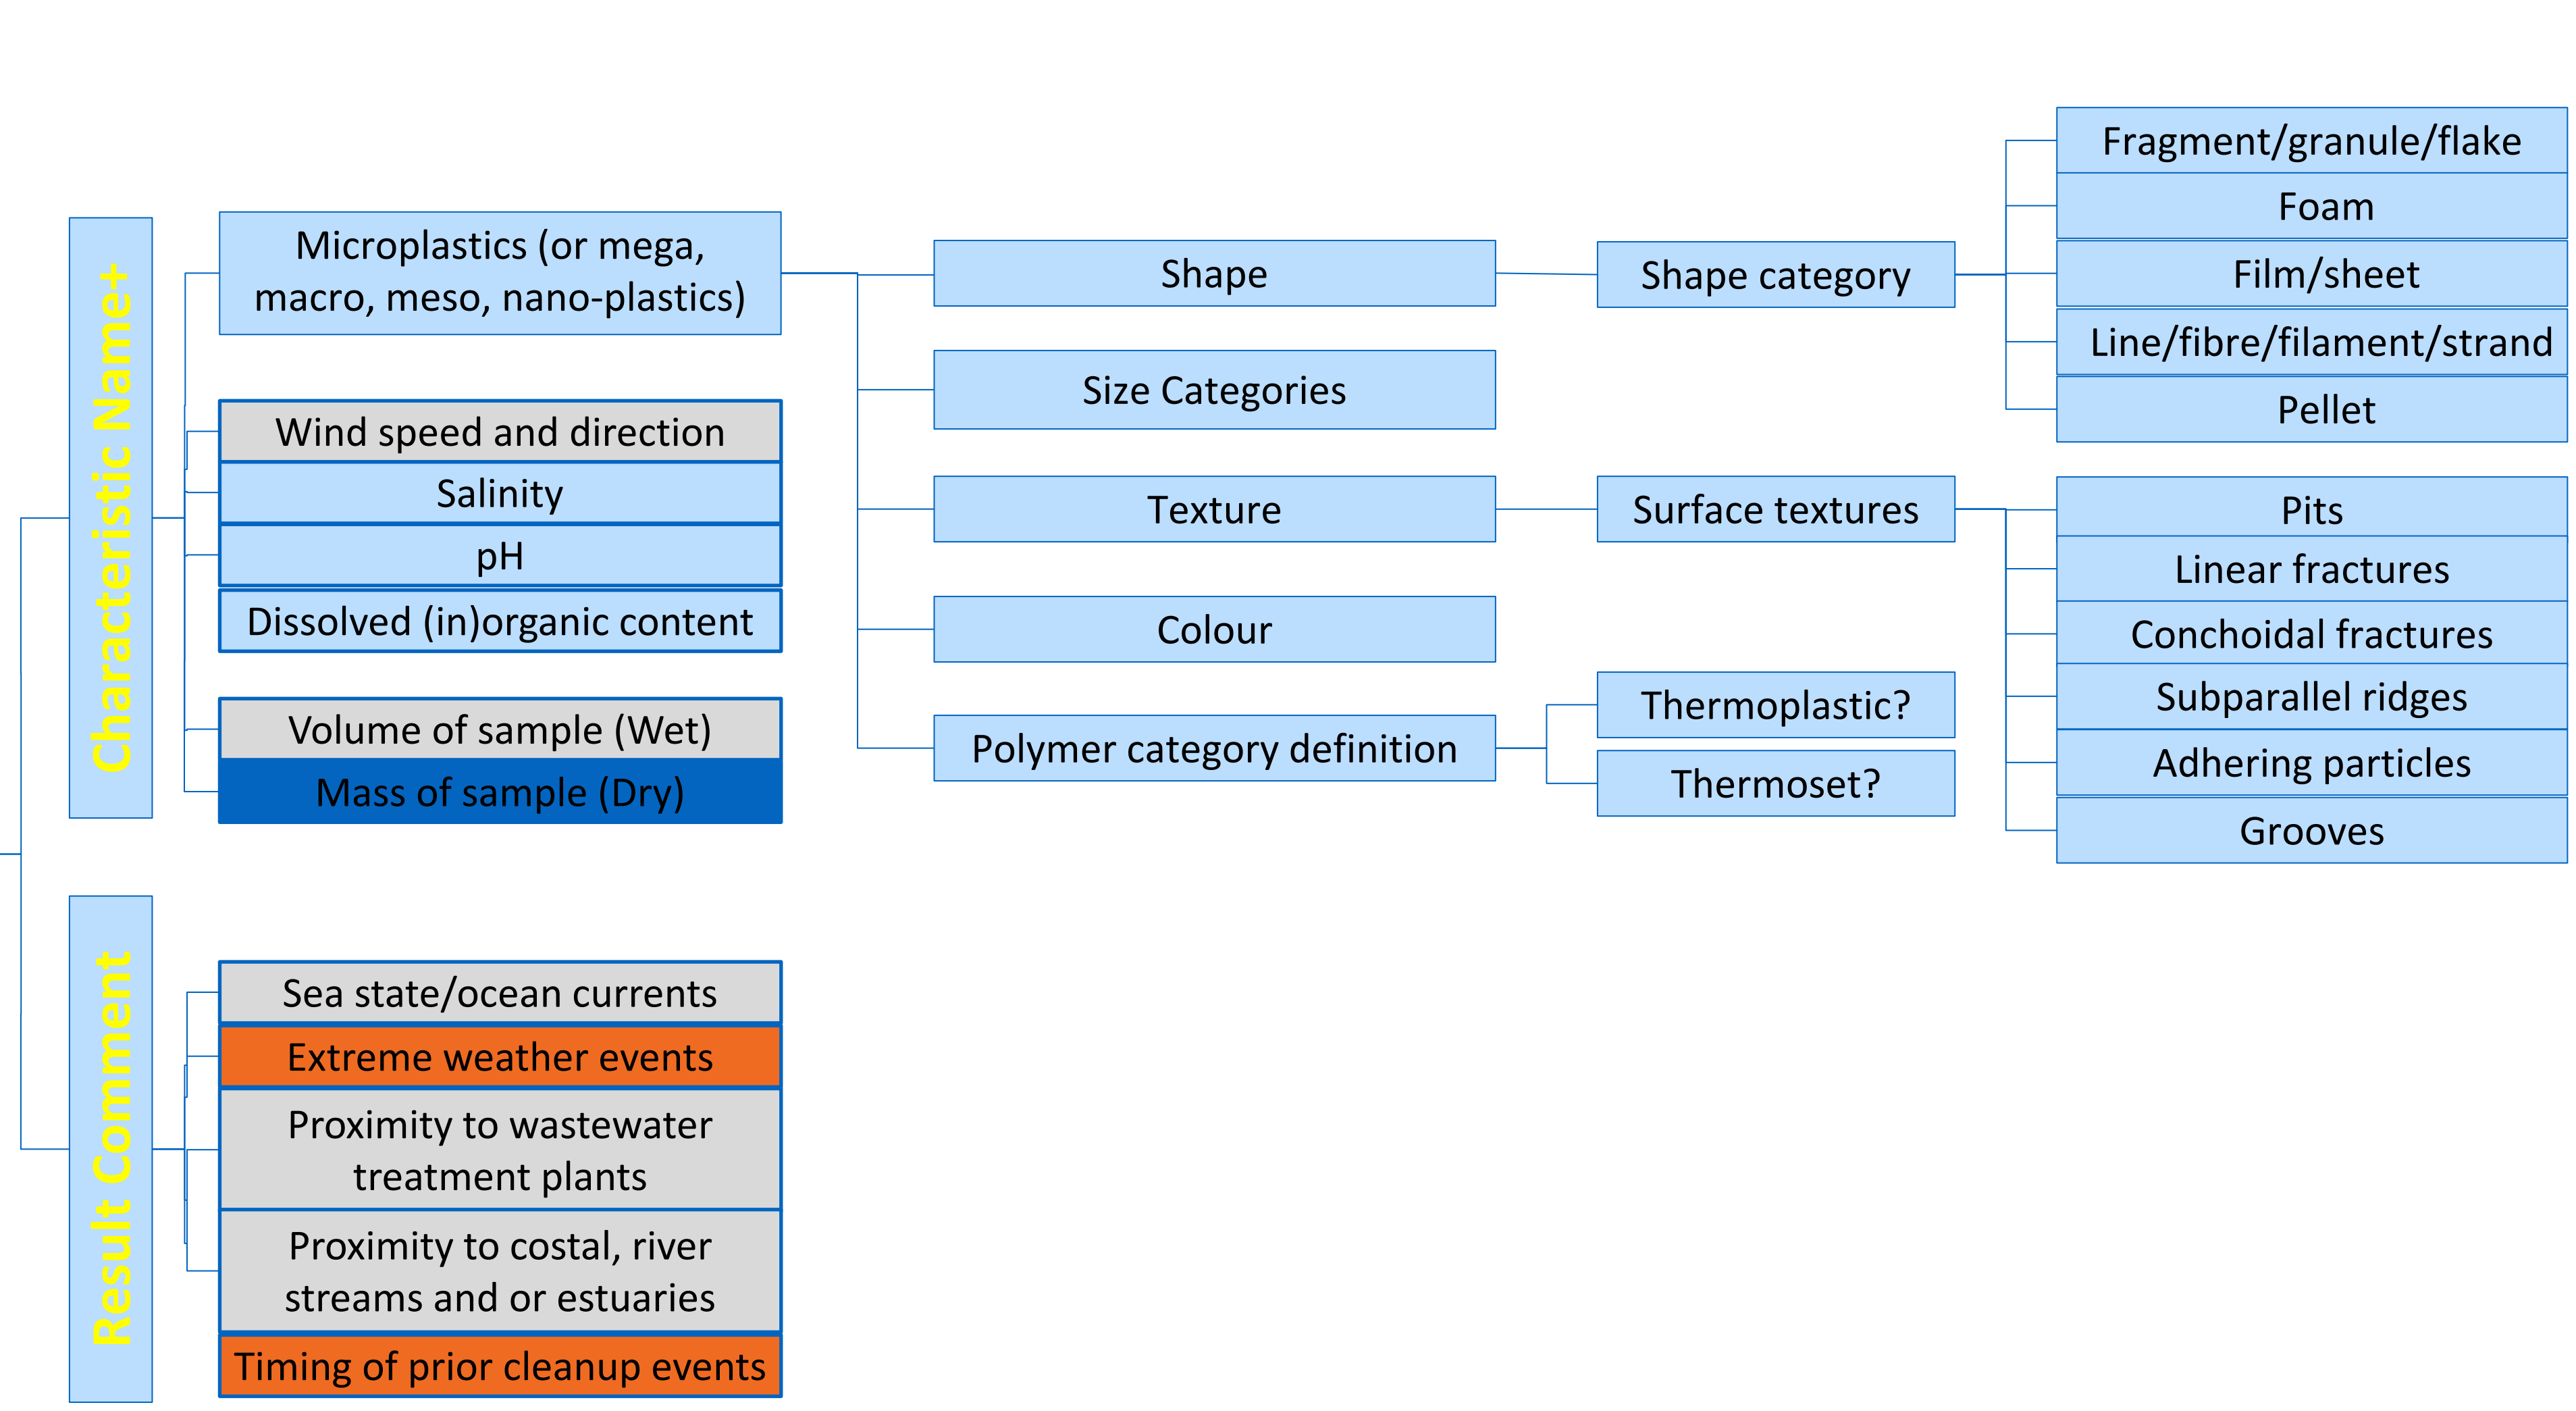 Characteristic Name+
Microplastics (or mega,
macro, meso, nano-plastics)
Wind speed and direction
Salinity
pH
Dissolved (in)organic content
Volume of sample (Wet)
Mass of sample (Dry)
Shape
Size Categories
Texture
Colour
Polymer category definition
Shape category
Surface textures
Thermoplastic?
Thermoset?
Fragment/granule/flake
Foam
Film/sheet
Line/fibre/filament/strand
Pellet
Pits
Linear fractures
Conchoidal fractures
Subparallel ridges
Adhering particles
Grooves
Result Comment
Sea state/ocean currents
Extreme weather events
Proximity to wastewater
treatment plants
Proximity to costal, river
streams and or estuaries
Timing of prior cleanup events